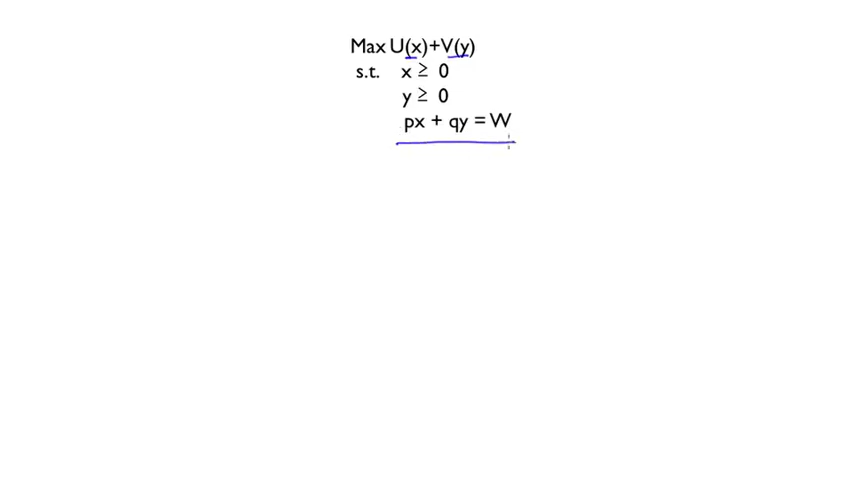 Max U(x)+V(y)
s.t. x ≥ 0
y ≥ 0
px + qy = W